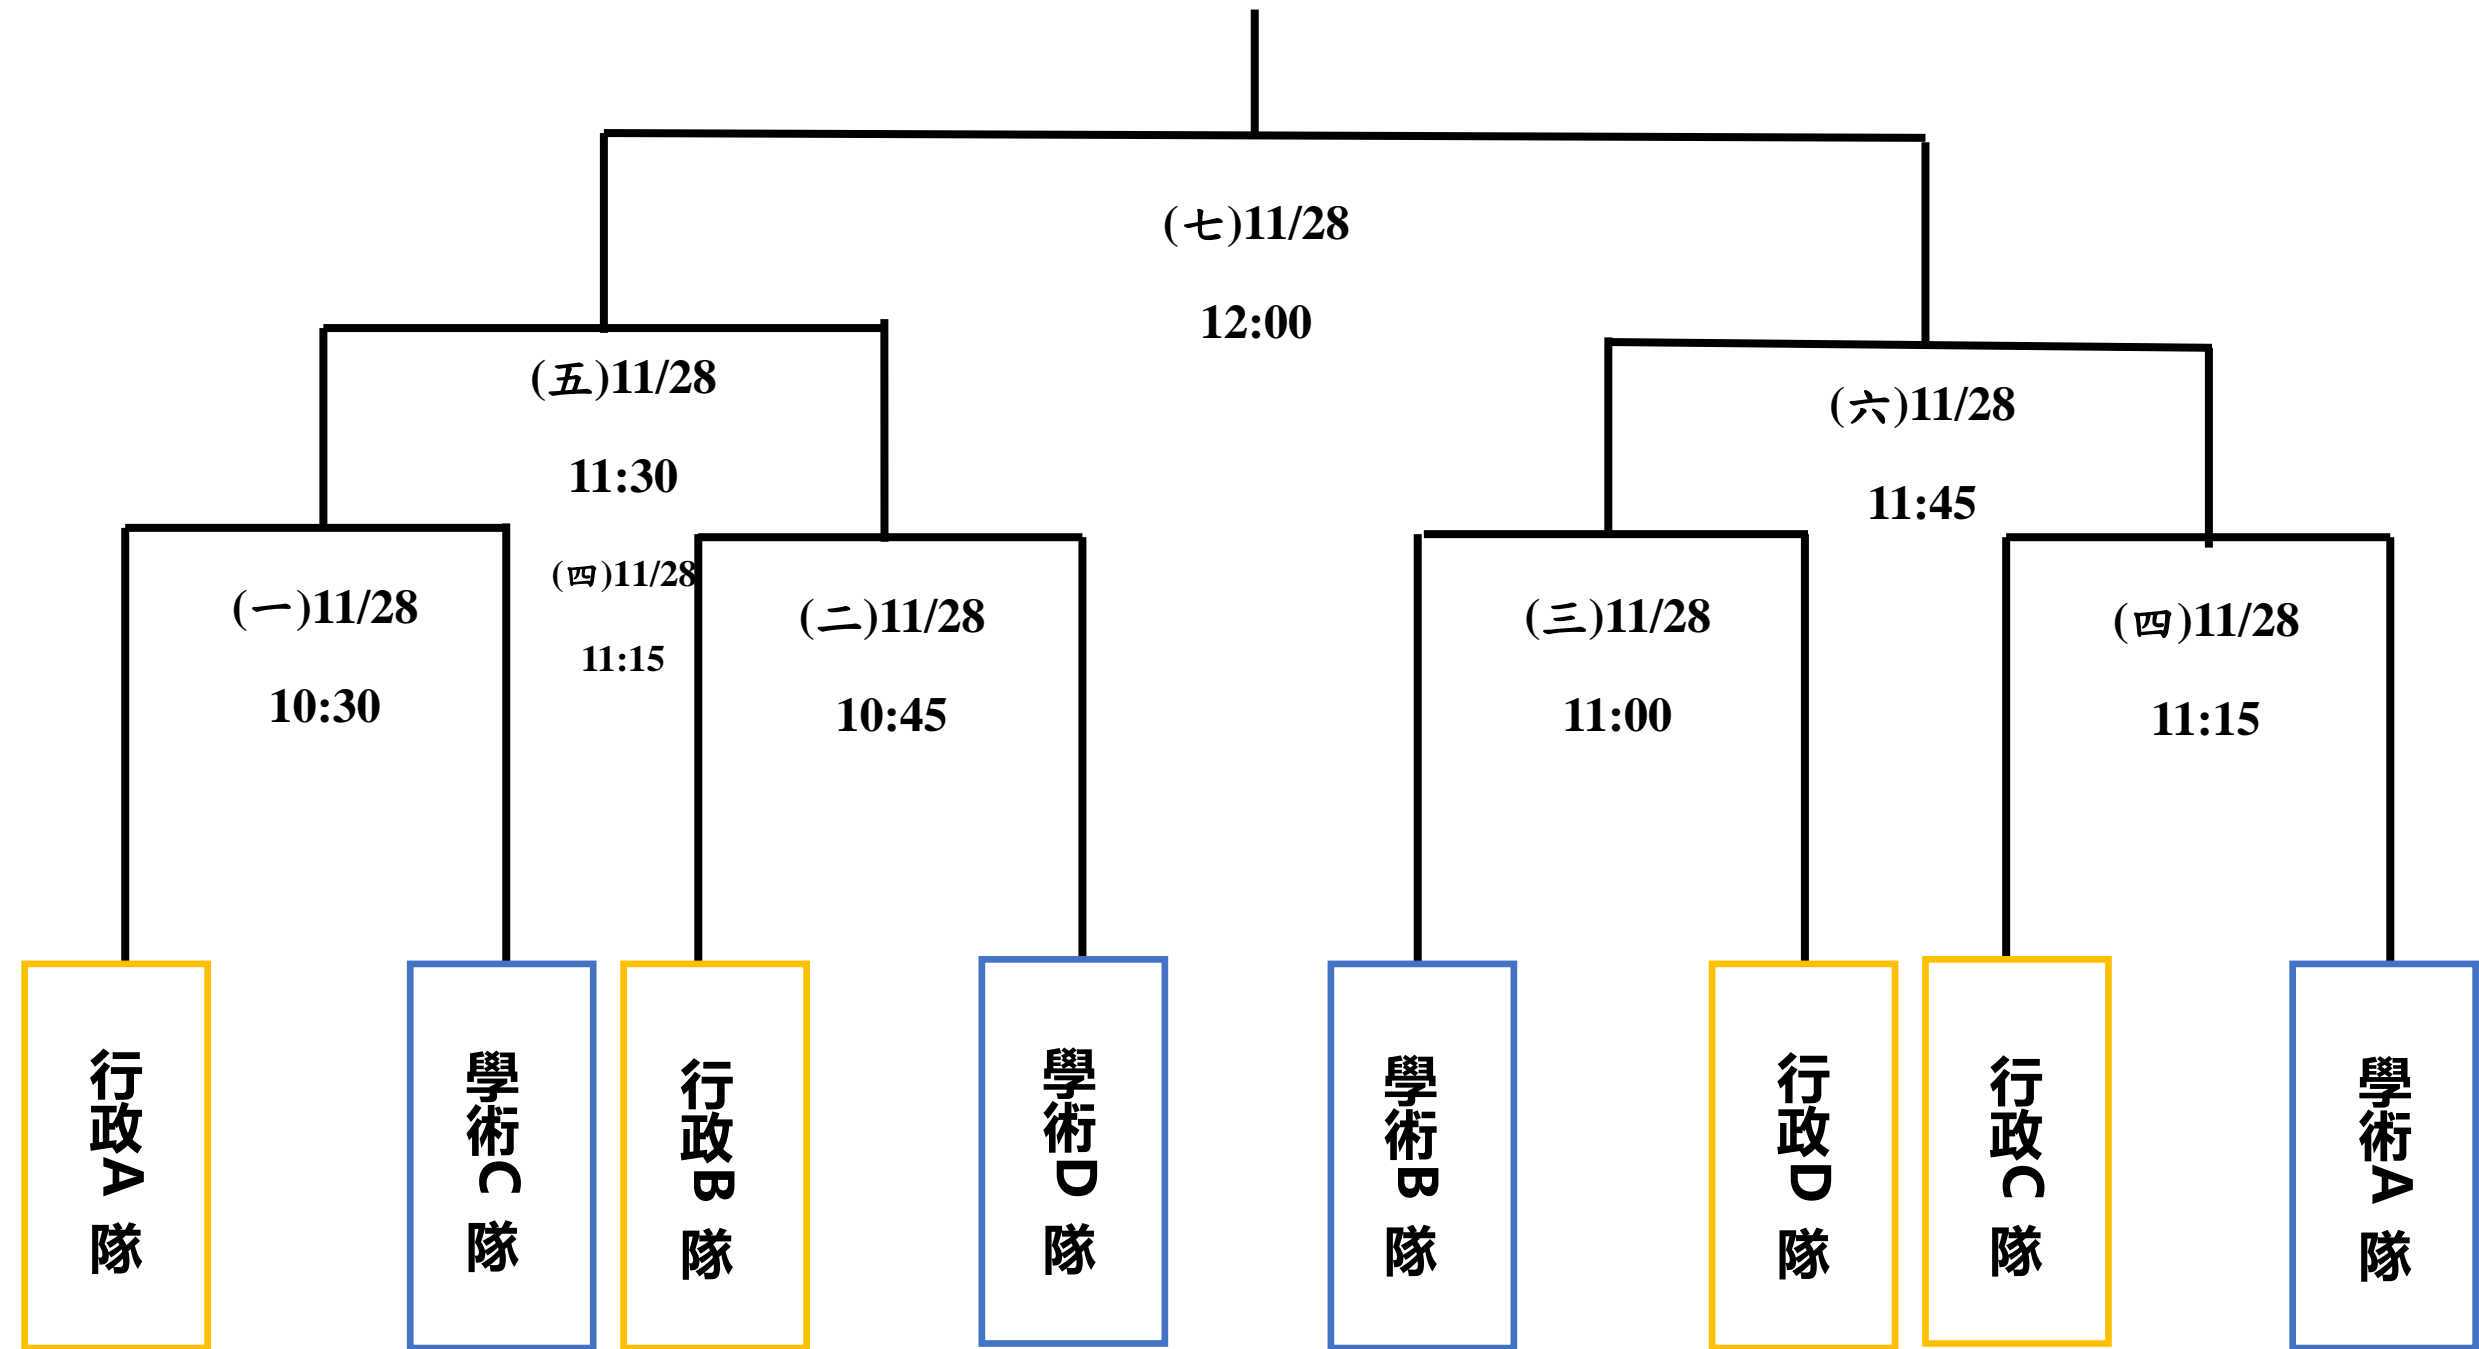 (七)11/28
12:00
(五)11/28
11:30
(六)11/28
11:45
(一)11/28
10:30
(四)11/28
11:15
(二)11/28
10:45
(三)11/28
11:00
(四)11/28
11:15
行政A 隊
學術C 隊
行政B 隊
學術D 隊
學術B 隊
行政D 隊
行政C 隊
學術A 隊